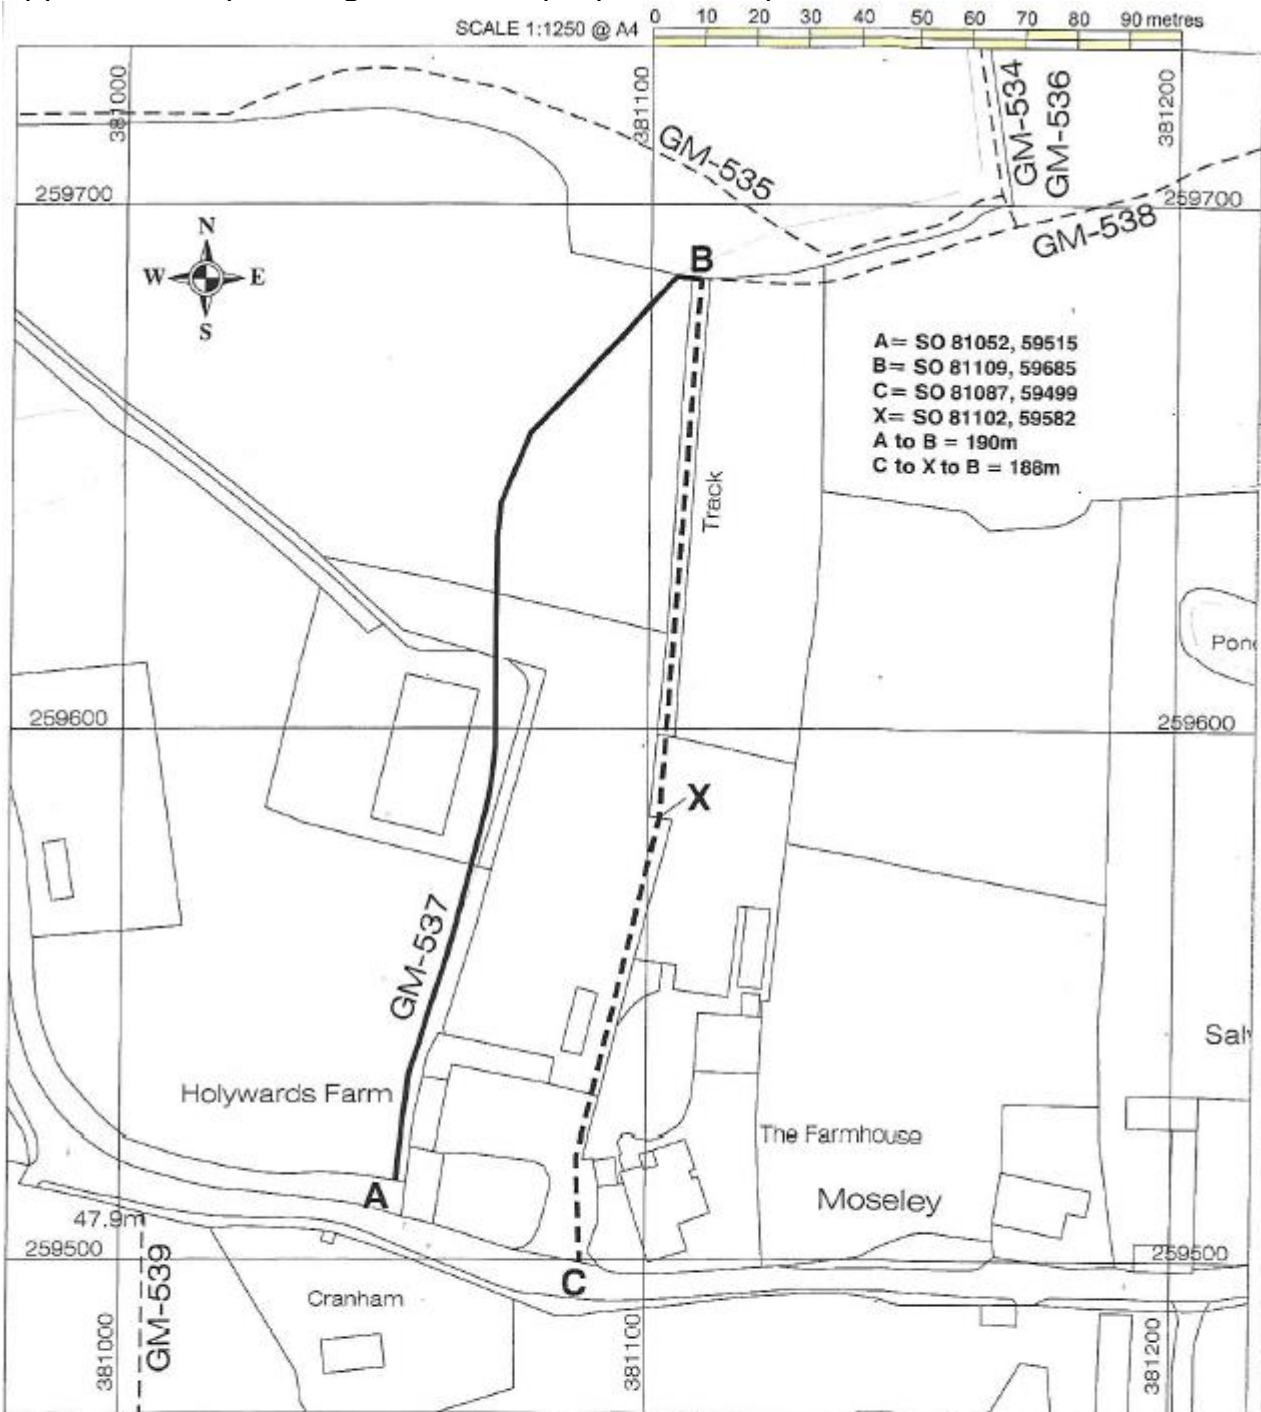 SCALE 1:1250 @ A4
0 10 20 30 40 50 60 70 80 90 metres
381000
381100
381200
GM-534
GM-536
GM-535
259700
259700
GM-538
N
W E
S
B
A= SO 81052, 59515
B= SO 81109, 59685
C= SO 81087, 59499
X= SO 81102, 59582
A to B = 190m
C to X to B = 188m
Track
259600
259600
X
GM-537
Holywards Farm
The Farmhouse
Moseley
A
47.9m
259500
259500
C
GM-539
Cranham
381000
381100
381200